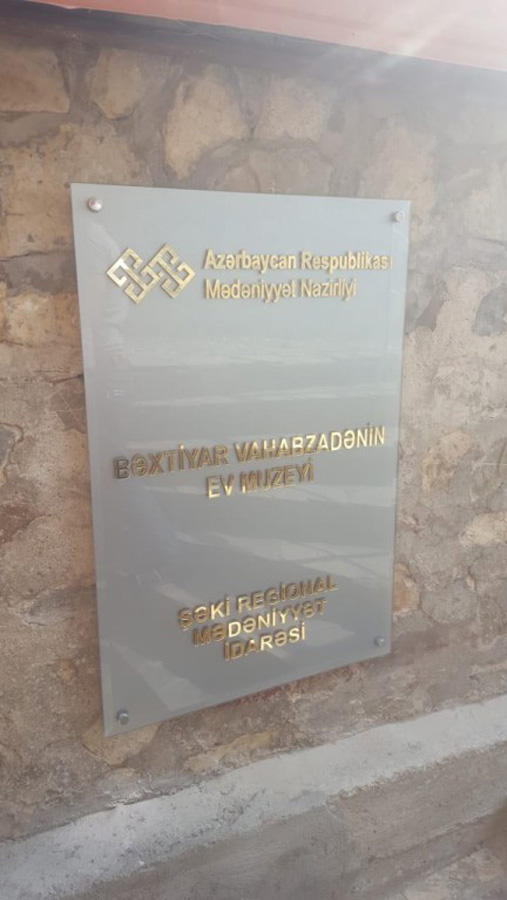 Azərbaycan Respublikası
Mədəniyyət Nazirliyi
BƏXTİYAR VAHABZADƏNİN
EV MUZEYİ
ŞƏKİ REGİONAL
MƏDƏNİYYƏT
İDARƏSİ